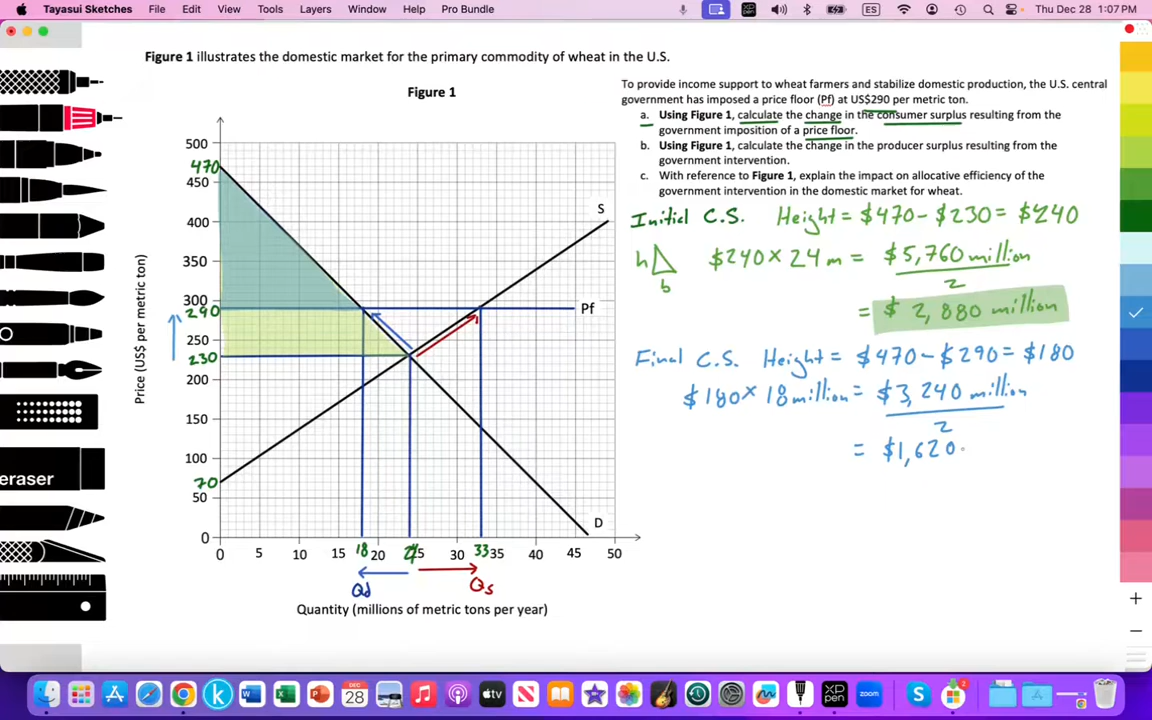 Tayasui Sketches File Edit View Tools Layers Window Help Pro Bundle ES Thu Dec 28 1:07 PM
Figure 1 illustrates the domestic market for the primary commodity of wheat in the U.S.
Figure 1
To provide income support to wheat farmers and stabilize domestic production, the U.S. central
government has imposed a price floor (Pf) at US$290 per metric ton.
a. Using Figure 1, calculate the change in the consumer surplus resulting from the
government imposition of a price floor.
b. Using Figure 1, calculate the change in the producer surplus resulting from the
government intervention.
c. With reference to Figure 1, explain the impact on allocative efficiency of the
government intervention in the domestic market for wheat.
Initial C.S. Height = $470 - $230 = $240
h b $240 × 24 m = $5,760 million
2
= $ 2,880 million
Final C.S. Height = $470 - $290 = $180
$180 × 18 million = $3,240 million
2
= $1,620
Price (US$ per metric ton)
500
470
450
400
350
300
290
250
230
200
150
100
70
50
0
S
Pf
D
0 5 10 15 18 20 24 25 30 33 35 40 45 50
Qd Qs
Quantity (millions of metric tons per year)
eraser
xp pen
DEC 28
tv
zoom